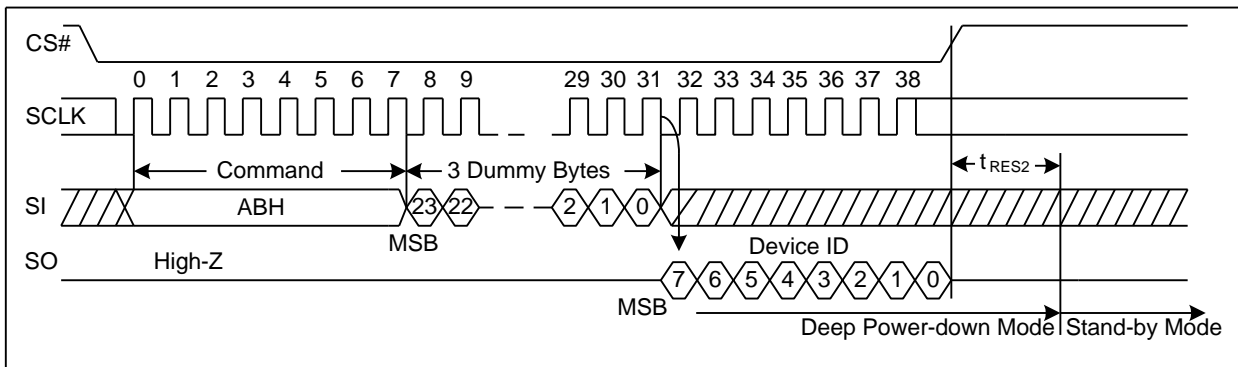 CS#
0 1 2 3 4 5 6 7 8 9 29 30 31 32 33 34 35 36 37 38
SCLK
Command 3 Dummy Bytes tRES2
SI ABH 23 22 2 1 0
MSB Device ID
SO High-Z
7 6 5 4 3 2 1 0
MSB
Deep Power-down Mode Stand-by Mode